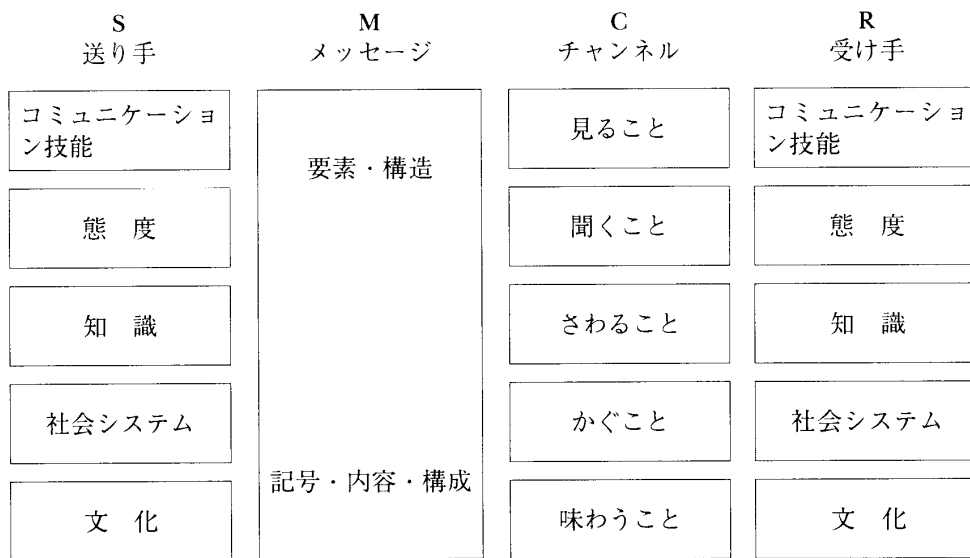 S
送り手
コミュニケーショ
ン技能
態　度
知　識
社会システム
文　化
M
メッセージ
要素・構造
記号・内容・構成
C
チャンネル
見ること
聞くこと
さわること
かぐこと
味わうこと
R
受け手
コミュニケーショ
ン技能
態　度
知　識
社会システム
文　化